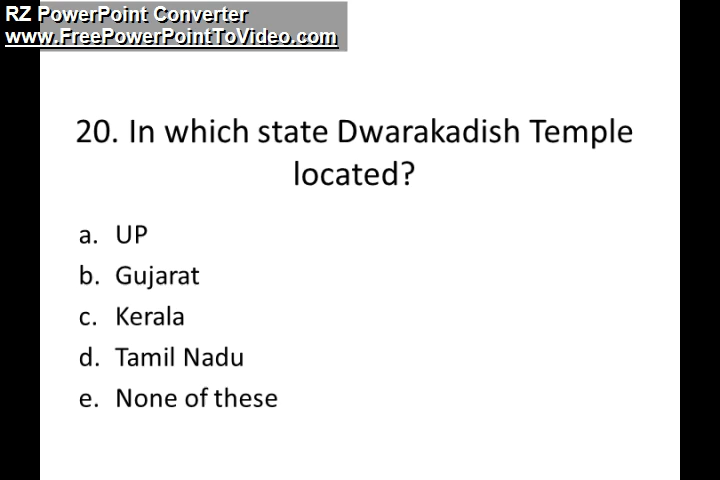 RZ PowerPoint Converter
www.FreePowerPointToVideo.com
20. In which state Dwarakadish Temple
located?
a. UP
b. Gujarat
c. Kerala
d. Tamil Nadu
e. None of these